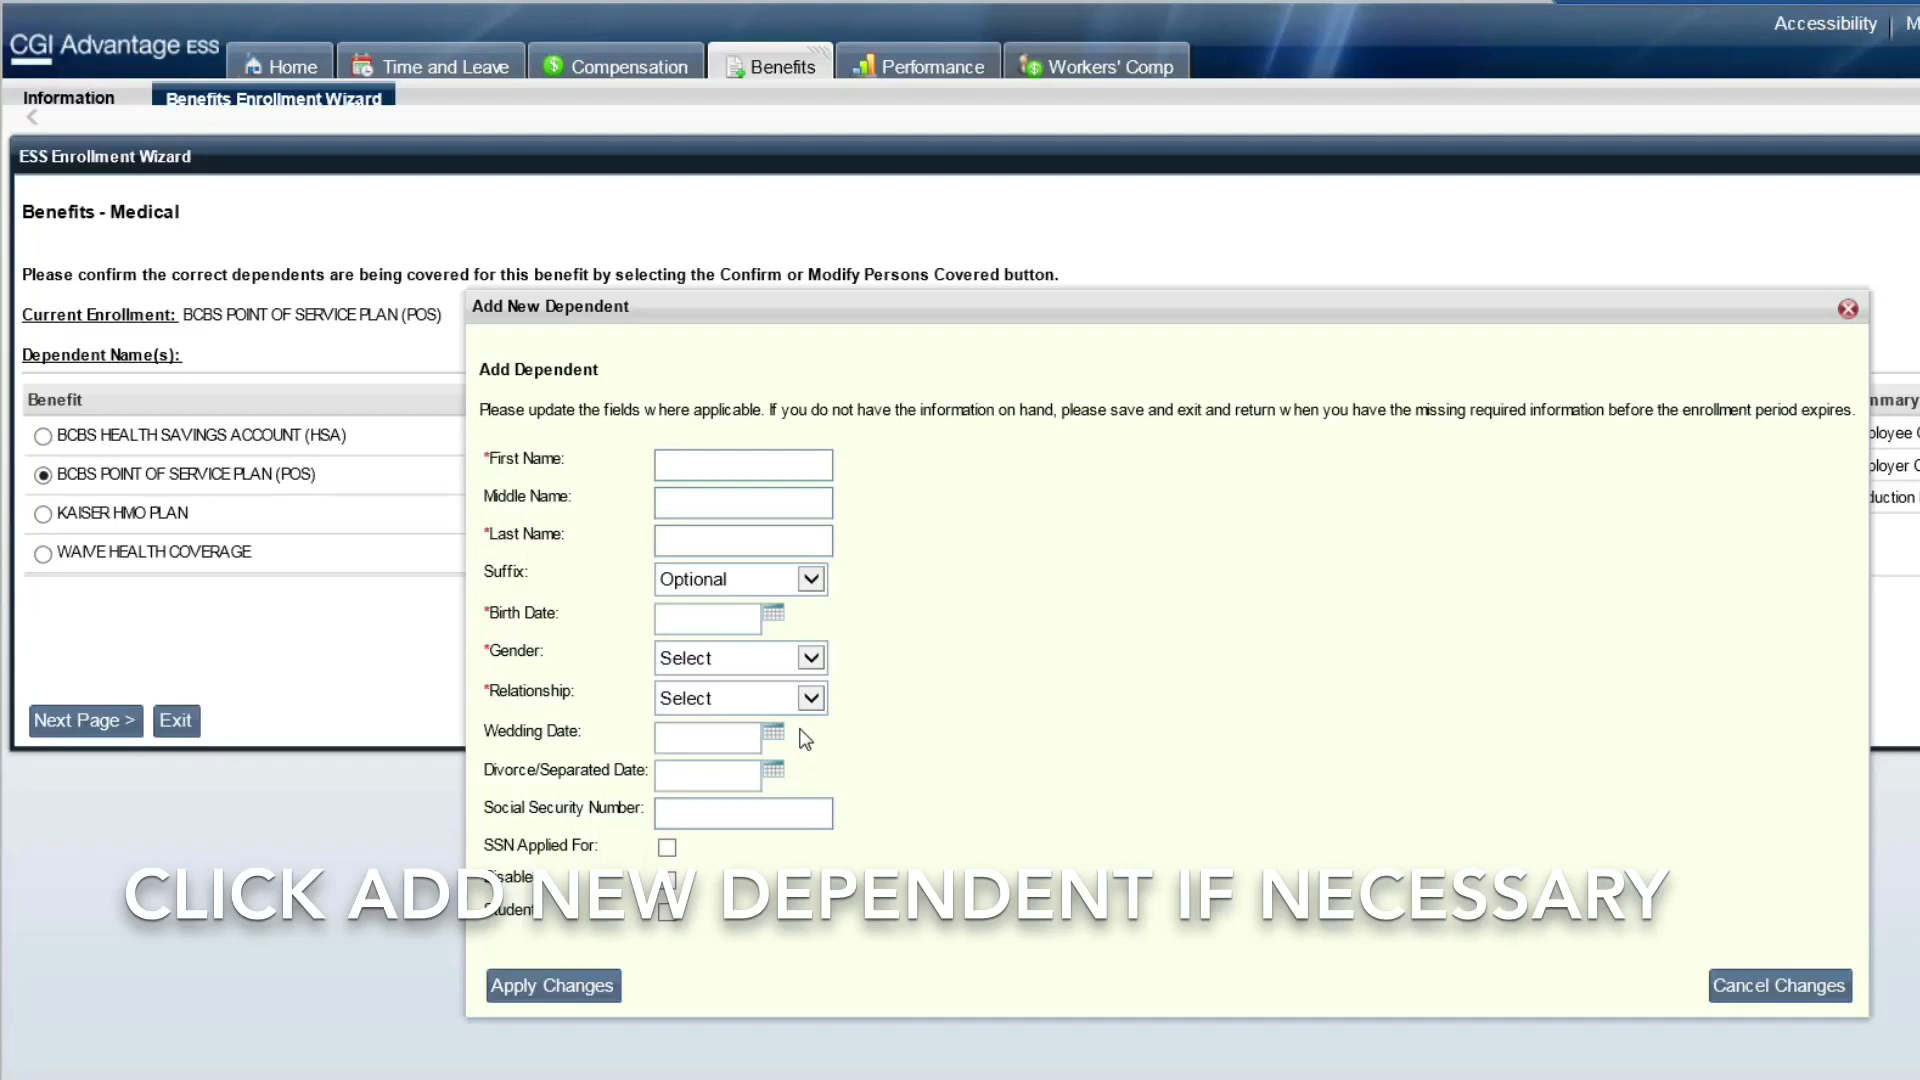 CGI Advantage ESS
Home
Time and Leave
Compensation
Benefits
Performance
Workers' Comp
Accessibility
Information
Benefits Enrollment Wizard
ESS Enrollment Wizard
Benefits - Medical
Please confirm the correct dependents are being covered for this benefit by selecting the Confirm or Modify Persons Covered button.
Current Enrollment: BCBS POINT OF SERVICE PLAN (POS)
Dependent Name(s):
Benefit
BCBS HEALTH SAVINGS ACCOUNT (HSA)
BCBS POINT OF SERVICE PLAN (POS)
KAISER HMO PLAN
WAIVE HEALTH COVERAGE
Next Page >
Exit
Add New Dependent
Add Dependent
Please update the fields where applicable. If you do not have the information on hand, please save and exit and return when you have the missing required information before the enrollment period expires.
*First Name:
Middle Name:
*Last Name:
Suffix: Optional
*Birth Date:
*Gender: Select
*Relationship: Select
Wedding Date:
Divorce/Separated Date:
Social Security Number:
SSN Applied For:
CLICK ADD NEW DEPENDENT IF NECESSARY
Student
Apply Changes
Cancel Changes